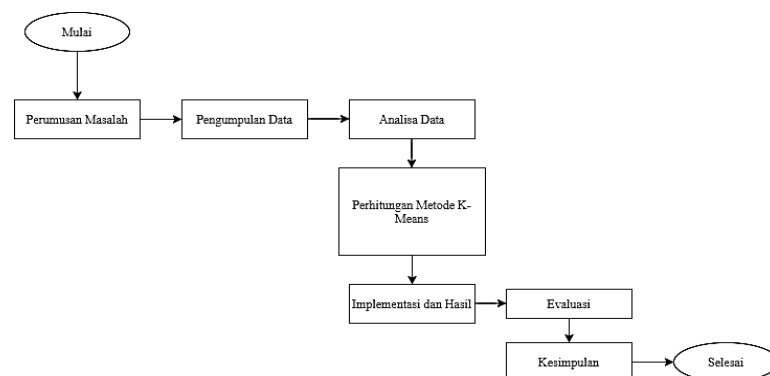 Mulai
Perumusan Masalah
Pengumpulan Data
Analisa Data
Perhitungan Metode K-
Means
Implementasi dan Hasil
Evaluasi
Kesimpulan
Selesai